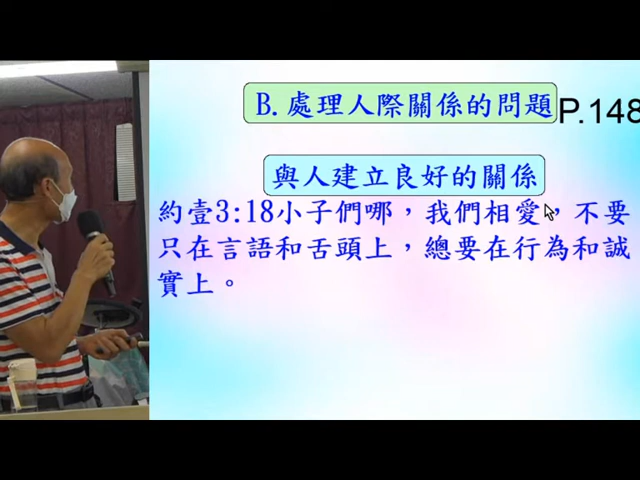 B.處理人際關係的問題
P.148
與人建立良好的關係
約壹3:18小子們哪，我們相愛，不要
只在言語和舌頭上，總要在行為和誠
實上。